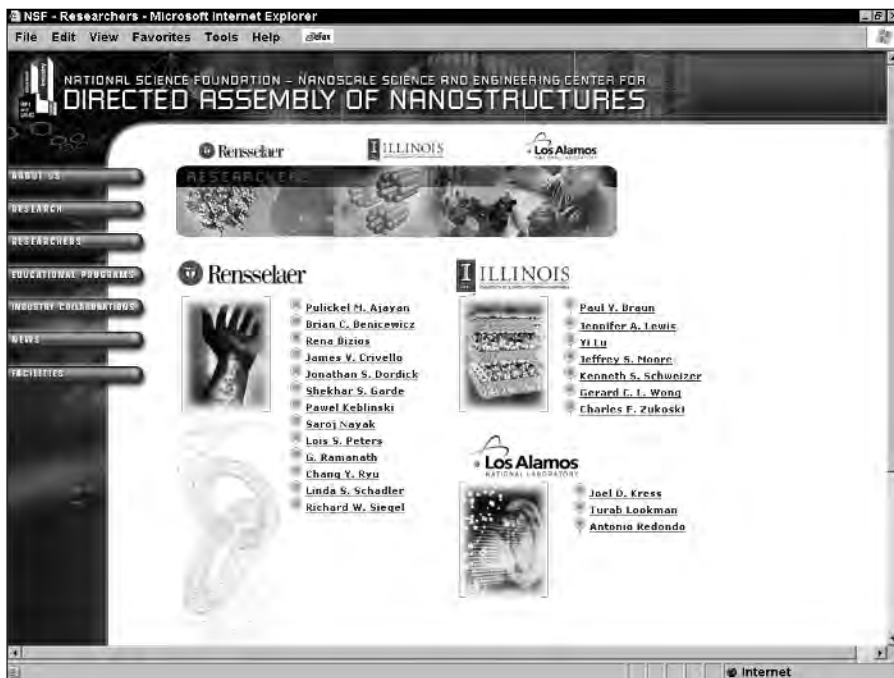 NSF - Researchers - Microsoft Internet Explorer
File Edit View Favorites Tools Help eFax
NATIONAL SCIENCE FOUNDATION - NANOSCALE SCIENCE AND ENGINEERING CENTER FOR
DIRECTED ASSEMBLY OF NANOSTRUCTURES
Rensselaer
ILLINOIS
Los Alamos
NATIONAL LABORATORY
RESEARCHERS
ABOUT US
RESEARCH
RESEARCHERS
EDUCATIONAL PROGRAMS
INDUSTRY COLLABORATIONS
NEWS
FACILITIES
Rensselaer
Pulickel M. Ajayan
Brian C. Benicewicz
Rena Bizios
James V. Crivello
Jonathan S. Dordick
Shekhar S. Garde
Pawel Keblinski
Saroj Nayak
Lois S. Peters
G. Ramanath
Chang Y. Ryu
Linda S. Schadler
Richard W. Siegel
ILLINOIS
Paul V. Braun
Jennifer A. Lewis
Yi Lu
Jeffrey S. Moore
Kenneth S. Schweizer
Gerard C. L. Wong
Charles F. Zukoski
Los Alamos
NATIONAL LABORATORY
Joel D. Kress
Turab Lookman
Antonio Redondo
Internet